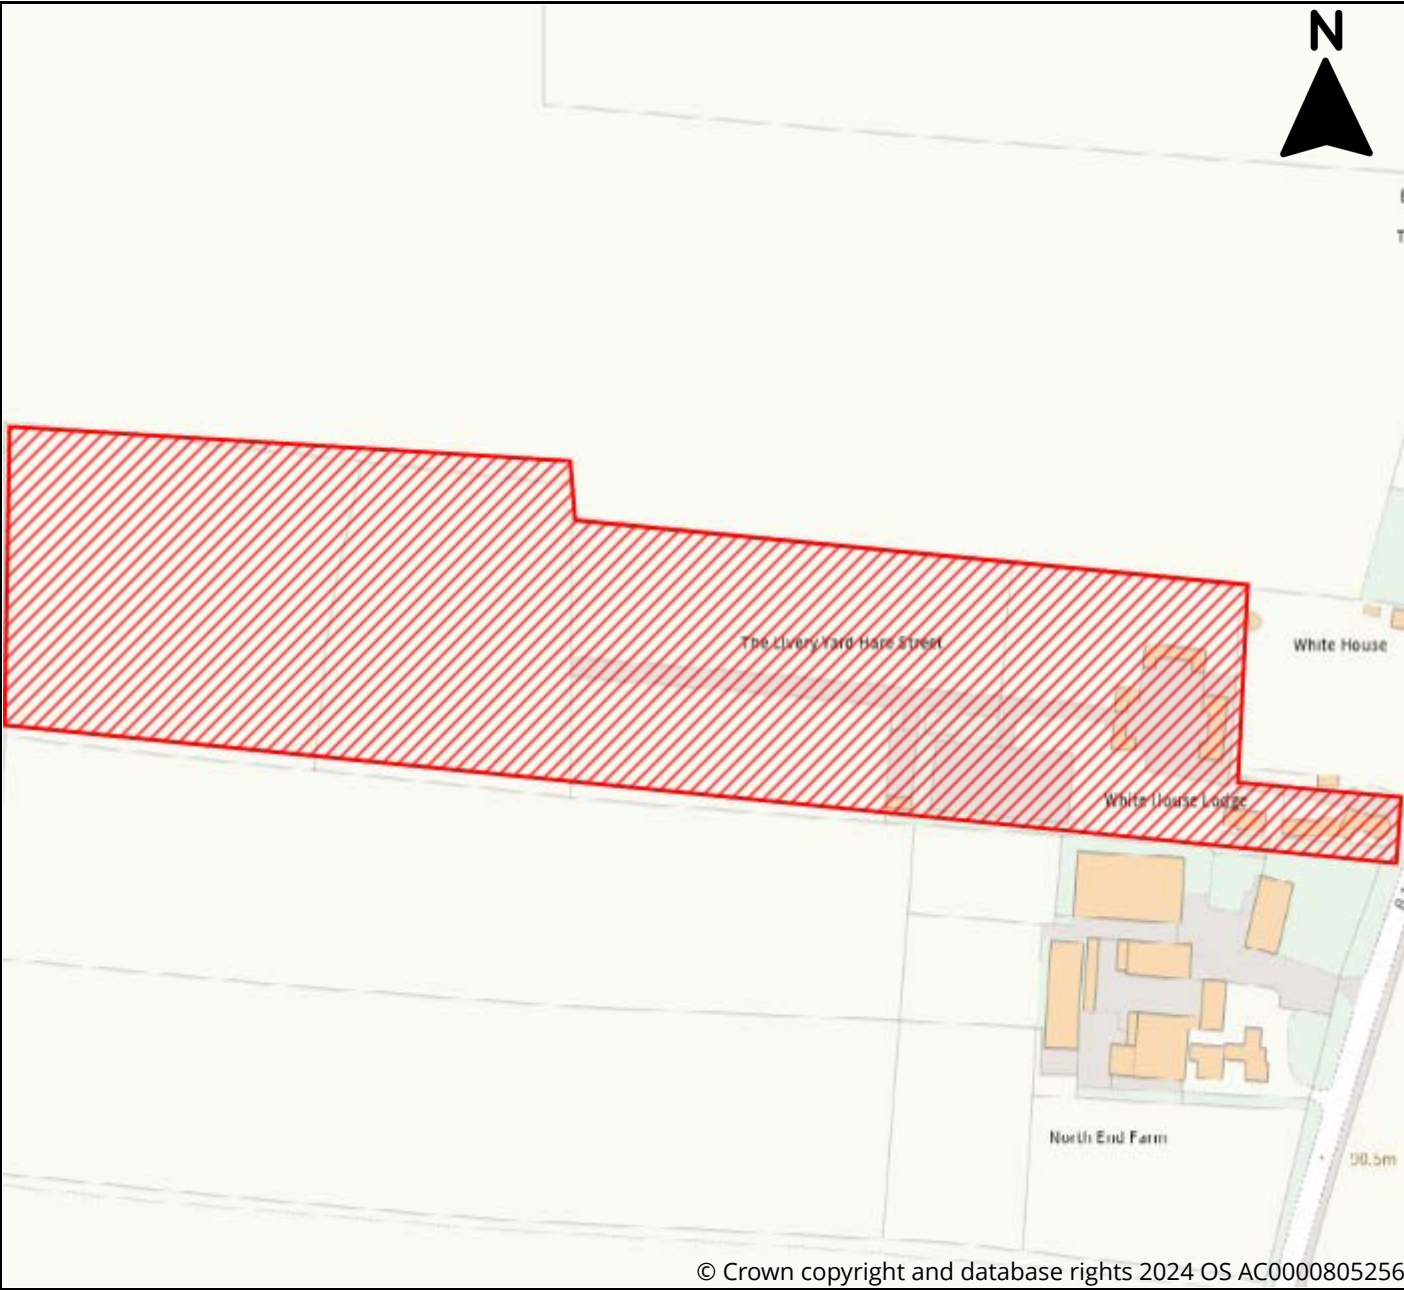 N
The Livery Yard Hare Street
White House
White House Lodge
North End Farm
90.5m
© Crown copyright and database rights 2024 OS AC0000805256